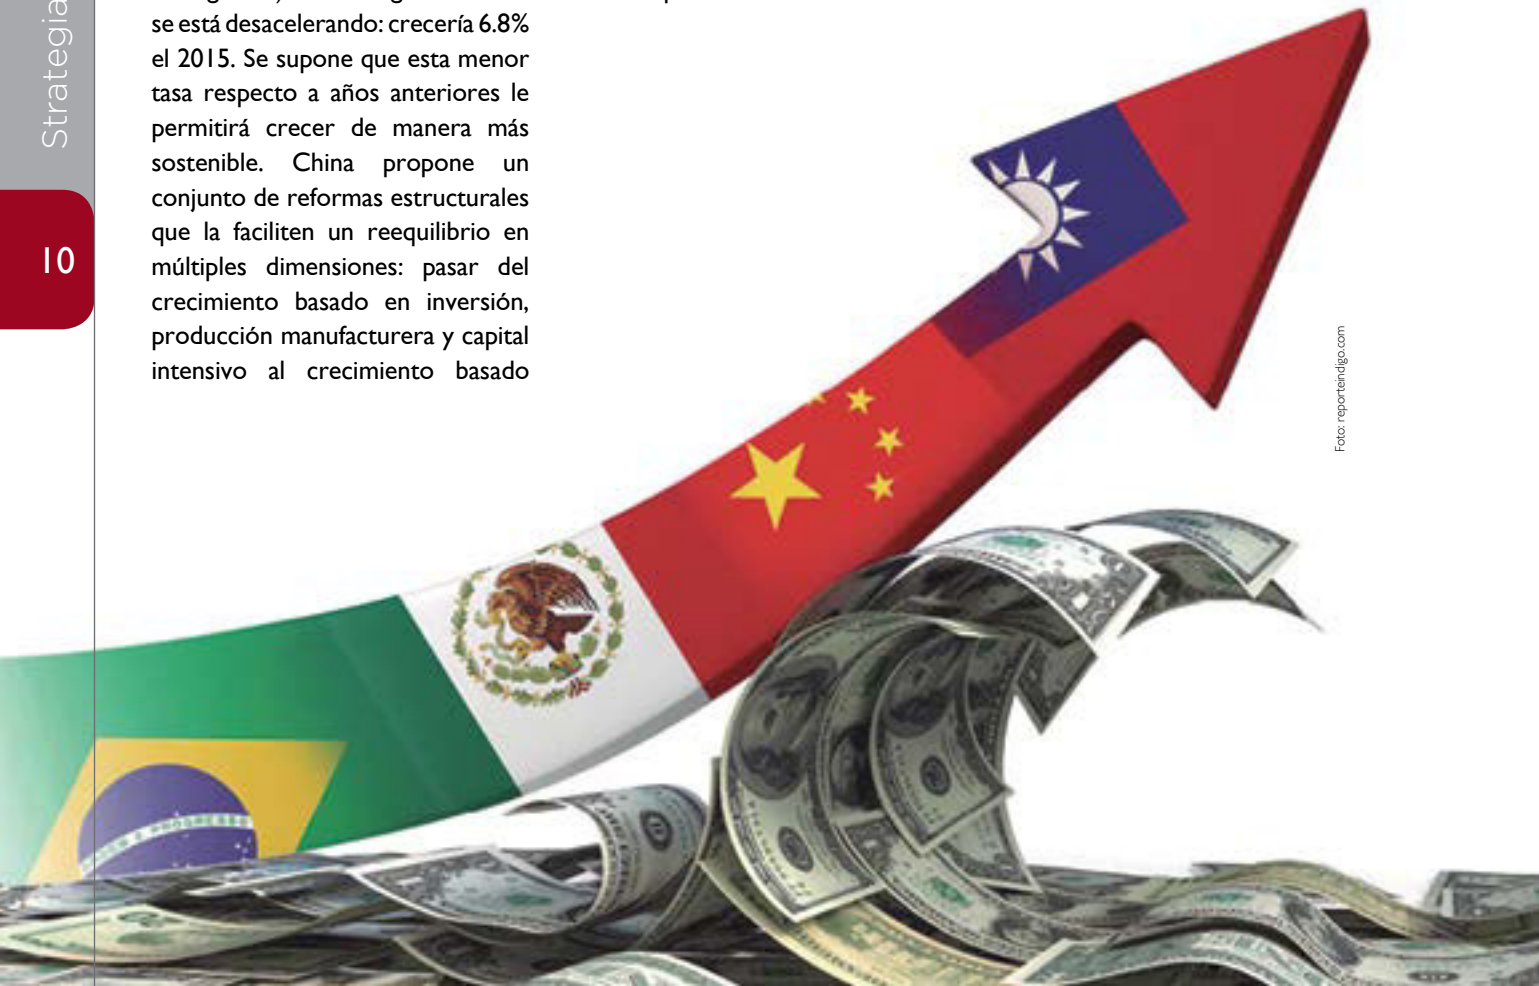 se está desacelerando: crecería 6.8%
el 2015. Se supone que esta menor
tasa respecto a años anteriores le
permitirá crecer de manera más
sostenible. China propone un
conjunto de reformas estructurales
que la faciliten un reequilibrio en
múltiples dimensiones: pasar del
crecimiento basado en inversión,
producción manufacturera y capital
intensivo al crecimiento basado
Strategia
10
Foto: reporteindigo.com
PROGRESSO